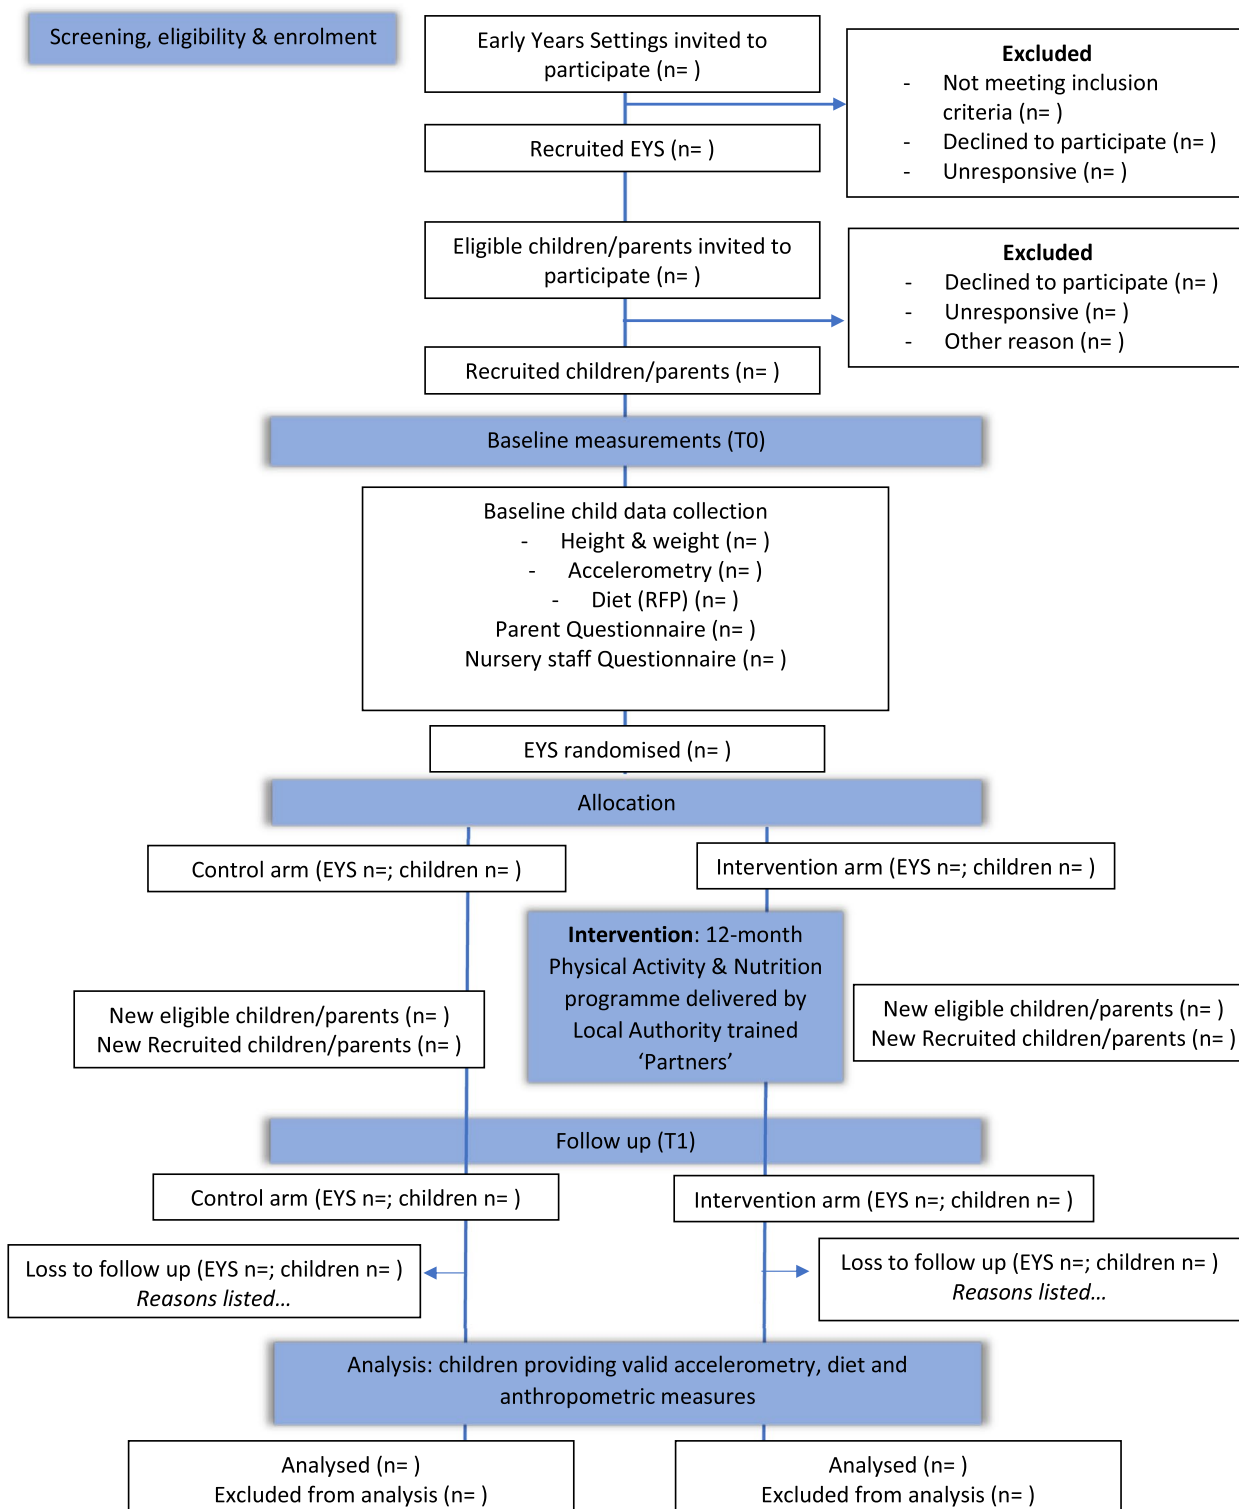 Screening, eligibility & enrolment
Early Years Settings invited to
participate (n= )
Excluded
- Not meeting inclusion
criteria (n= )
- Declined to participate (n= )
- Unresponsive (n= )
Recruited EYS (n= )
Eligible children/parents invited to
participate (n= )
Excluded
- Declined to participate (n= )
- Unresponsive (n= )
- Other reason (n= )
Recruited children/parents (n= )
Baseline measurements (T0)
Baseline child data collection
- Height & weight (n= )
- Accelerometry (n= )
- Diet (RFP) (n= )
Parent Questionnaire (n= )
Nursery staff Questionnaire (n= )
EYS randomised (n= )
Allocation
Control arm (EYS n=; children n= )
Intervention arm (EYS n=; children n= )
Intervention: 12-month
Physical Activity & Nutrition
programme delivered by
Local Authority trained
‘Partners’
New eligible children/parents (n= )
New Recruited children/parents (n= )
New eligible children/parents (n= )
New Recruited children/parents (n= )
Follow up (T1)
Control arm (EYS n=; children n= )
Intervention arm (EYS n=; children n= )
Loss to follow up (EYS n=; children n= )
Reasons listed...
Loss to follow up (EYS n=; children n= )
Reasons listed...
Analysis: children providing valid accelerometry, diet and
anthropometric measures
Analysed (n= )
Excluded from analysis (n= )
Analysed (n= )
Excluded from analysis (n= )